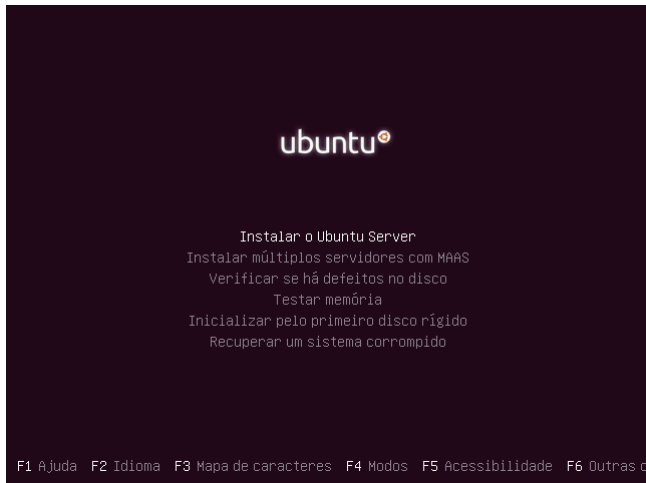 ubuntu
Instalar o Ubuntu Server
Instalar múltiplos servidores com MAAS
Verificar se há defeitos no disco
Testar memória
Inicializar pelo primeiro disco rígido
Recuperar um sistema corrompido
F1 Ajuda F2 Idioma F3 Mapa de caracteres F4 Modos F5 Acessibilidade F6 Outras